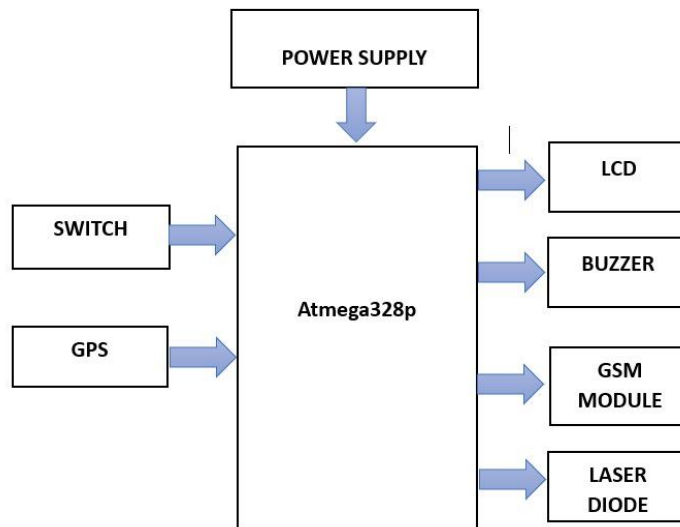 POWER SUPPLY
LCD
SWITCH
BUZZER
Atmega328p
GPS
GSM
MODULE
LASER
DIODE